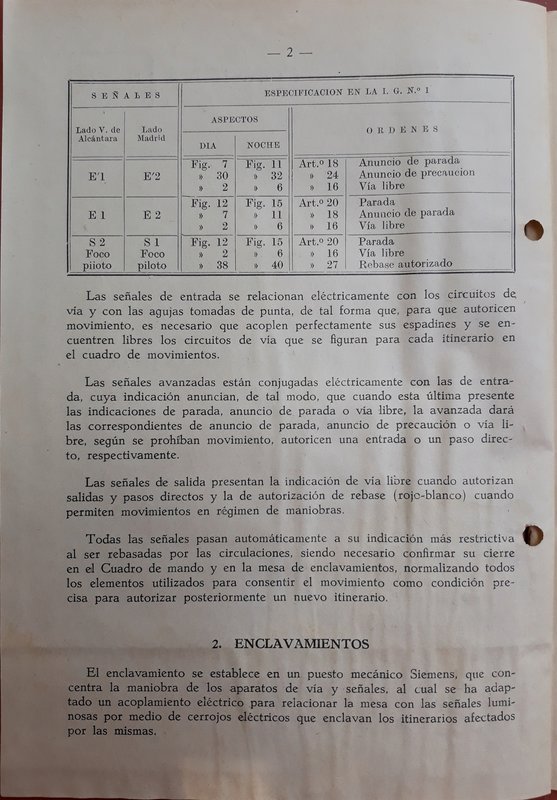 — 2 —
SEÑALES ESPECIFICACION EN LA I. G. N.º 1
Lado V. de Alcántara Lado Madrid ASPECTOS ORDENES
DIA NOCHE
E'1 E'2 Fig. 7 Fig. 11 Art.º 18 Anuncio de parada
» 30 » 32 » 24 Anuncio de precaucion
» 2 » 6 » 16 Vía libre
E 1 E 2 Fig. 12 Fig. 15 Art.º 20 Parada
» 7 » 11 » 18 Anuncio de parada
» 2 » 6 » 16 Vía libre
S 2 S 1 Fig. 12 Fig. 15 Art.º 20 Parada
Foco Foco » 2 » 6 » 16 Vía libre
piloto piloto » 38 » 40 » 27 Rebase autorizado
Las señales de entrada se relacionan eléctricamente con los circuitos de
vía y con las agujas tomadas de punta, de tal forma que, para que autoricen
movimiento, es necesario que acoplen perfectamente sus espadines y se en-
cuentren libres los circuitos de vía que se figuran para cada itinerario en
el cuadro de movimientos.
Las señales avanzadas están conjugadas eléctricamente con las de entra-
da, cuya indicación anuncian, de tal modo, que cuando esta última presente
las indicaciones de parada, anuncio de parada o vía libre, la avanzada dará
las correspondientes de anuncio de parada, anuncio de precaución o vía li-
bre, según se prohiban movimiento, autoricen una entrada o un paso direc-
to, respectivamente.
Las señales de salida presentan la indicación de vía libre cuando autorizan
salidas y pasos directos y la de autorización de rebase (rojo-blanco) cuando
permiten movimientos en régimen de maniobras.
Todas las señales pasan automáticamente a su indicación más restrictiva
al ser rebasadas por las circulaciones, siendo necesario confirmar su cierre
en el Cuadro de mando y en la mesa de enclavamientos, normalizando todos
los elementos utilizados para consentir el movimiento como condición pre-
cisa para autorizar posteriormente un nuevo itinerario.
2. ENCLAVAMIENTOS
El enclavamiento se establece en un puesto mecánico Siemens, que con-
centra la maniobra de los aparatos de vía y señales, al cual se ha adap-
tado un acoplamiento eléctrico para relacionar la mesa con las señales lumi-
nosas por medio de cerrojos eléctricos que enclavan los itinerarios afectados
por las mismas.